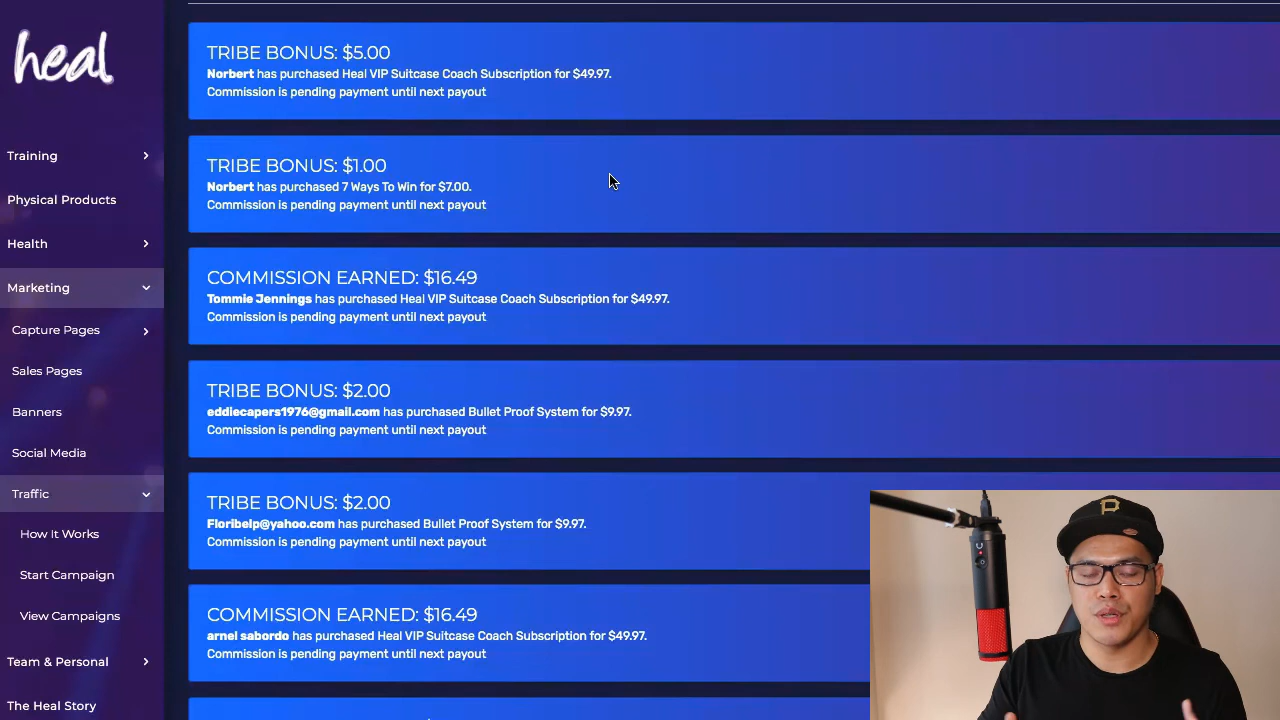 heal
Training
Physical Products
Health
Marketing
Capture Pages
Sales Pages
Banners
Social Media
Traffic
How It Works
Start Campaign
View Campaigns
Team & Personal
The Heal Story
TRIBE BONUS: $5.00
Norbert has purchased Heal VIP Suitcase Coach Subscription for $49.97.
Commission is pending payment until next payout
TRIBE BONUS: $1.00
Norbert has purchased 7 Ways To Win for $7.00.
Commission is pending payment until next payout
COMMISSION EARNED: $16.49
Tommie Jennings has purchased Heal VIP Suitcase Coach Subscription for $49.97.
Commission is pending payment until next payout
TRIBE BONUS: $2.00
eddiecapers1976@gmail.com has purchased Bullet Proof System for $9.97.
Commission is pending payment until next payout
TRIBE BONUS: $2.00
Floribelp@yahoo.com has purchased Bullet Proof System for $9.97.
Commission is pending payment until next payout
COMMISSION EARNED: $16.49
arnel sabordo has purchased Heal VIP Suitcase Coach Subscription for $49.97.
Commission is pending payment until next payout
P